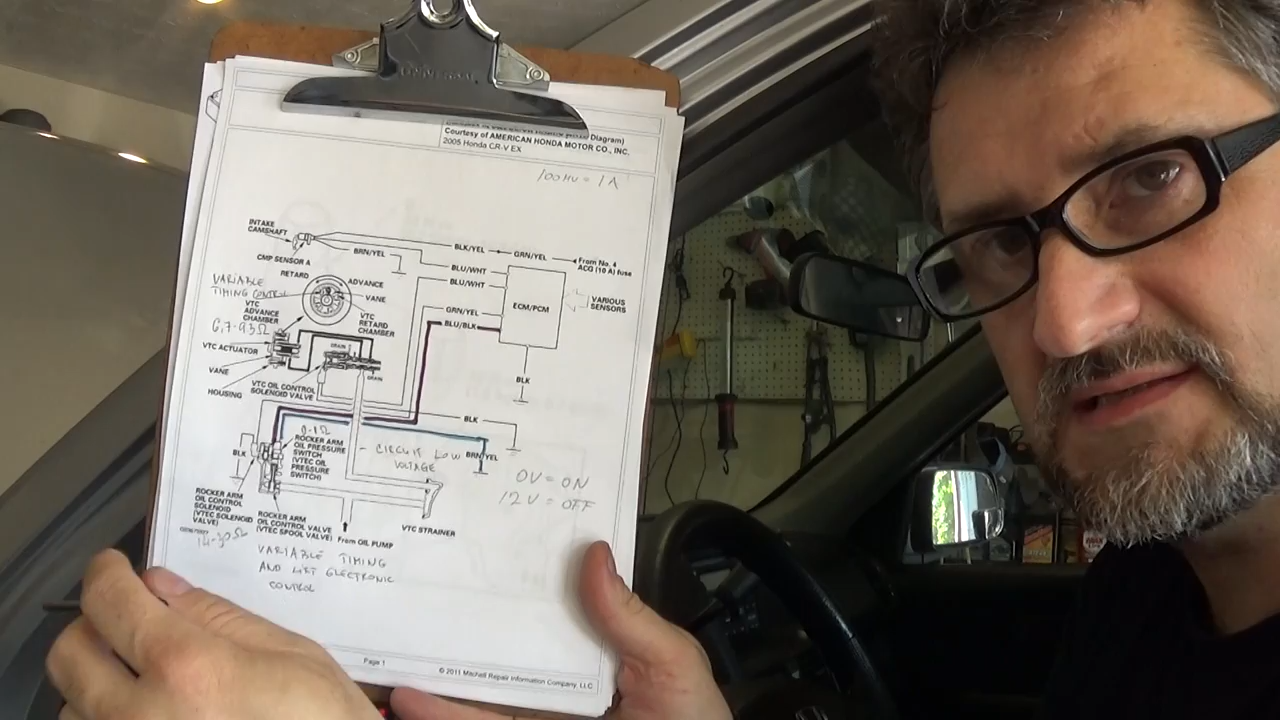 UNIVERSAL
Diagram)
Courtesy of AMERICAN HONDA MOTOR CO., INC.
2005 Honda CR-V EX
100MV = 1A
INTAKE
CAMSHAFT
CMP SENSOR A
BRN/YEL
BLK/YEL
GRN/YEL
From No. 4
ACG (10 A) fuse
BLU/WHT
BLU/WHT
GRN/YEL
BLU/BLK
ECM/PCM
VARIOUS
SENSORS
BLK
RETARD
ADVANCE
VANE
VARIABLE
TIMING CONTROL
VTC
ADVANCE
CHAMBER
VTC
RETARD
CHAMBER
6.7-9.3Ω
VTC ACTUATOR
VANE
HOUSING
DRAIN
DRAIN
VTC OIL CONTROL
SOLENOID VALVE
BLK
0-1Ω
ROCKER ARM
OIL PRESSURE
SWITCH
(VTEC OIL
PRESSURE
SWITCH)
CIRCUIT LOW
VOLTAGE
BRN/YEL
0V = ON
12V = OFF
BLK
ROCKER ARM
OIL CONTROL
SOLENOID
(VTEC SOLENOID
VALVE)
14-30Ω
ROCKER ARM
OIL CONTROL VALVE
(VTEC SPOOL VALVE)
From OIL PUMP
VTC STRAINER
VARIABLE TIMING
AND LIFT ELECTRONIC
CONTROL
Page 1
© 2011 Mitchell Repair Information Company, LLC